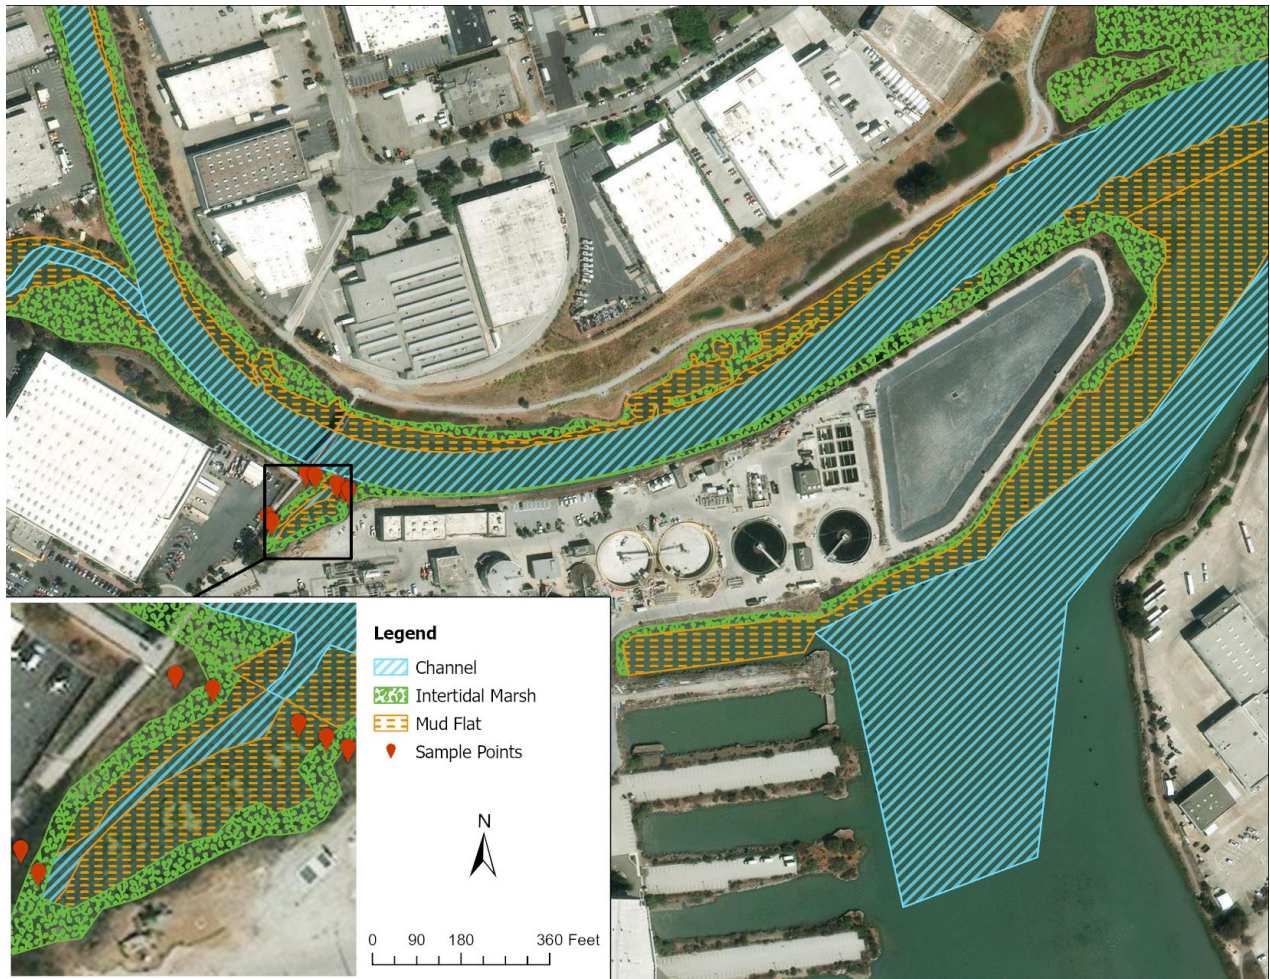 Legend
Channel
Intertidal Marsh
Mud Flat
Sample Points
N
0 90 180 360 Feet